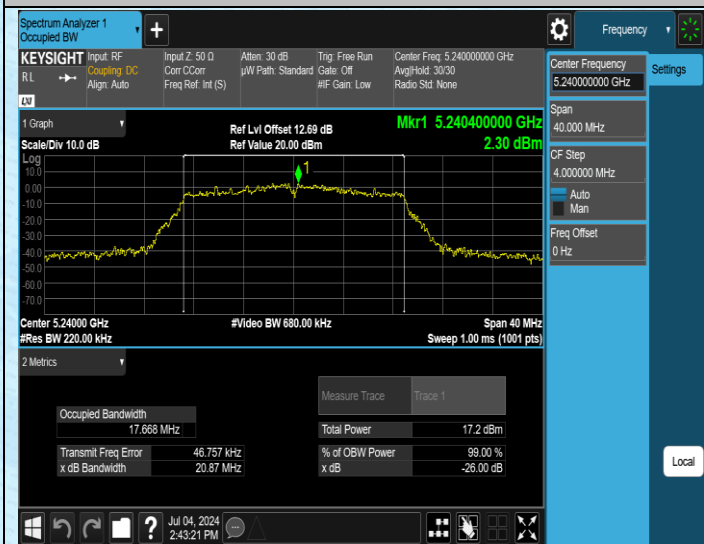 Spectrum Analyzer 1
Occupied BW
+
Frequency
KEYSIGHT
R L
LXI
Input: RF
Coupling: DC
Align: Auto
Input Z: 50 Ω
Corr CCorr
Freq Ref: Int (S)
Atten: 30 dB
µW Path: Standard
Trig: Free Run
Gate: Off
#IF Gain: Low
Center Freq: 5.240000000 GHz
Avg|Hold: 30/30
Radio Std: None
Center Frequency
5.240000000 GHz
Settings
Span
40.000 MHz
CF Step
4.000000 MHz
Auto
Man
Freq Offset
0 Hz
Local
1 Graph
Scale/Div 10.0 dB
Ref Lvl Offset 12.69 dB
Ref Value 20.00 dBm
Mkr1 5.240400000 GHz
2.30 dBm
Log
10.0
0.00
-10.0
-20.0
-30.0
-40.0
-50.0
-60.0
-70.0
1
Center 5.24000 GHz
#Res BW 220.00 kHz
#Video BW 680.00 kHz
Span 40 MHz
Sweep 1.00 ms (1001 pts)
2 Metrics
Measure Trace
Trace 1
Occupied Bandwidth
17.668 MHz
Total Power
17.2 dBm
Transmit Freq Error
46.757 kHz
% of OBW Power
99.00 %
x dB Bandwidth
20.87 MHz
x dB
-26.00 dB
?
Jul 04, 2024
2:43:21 PM